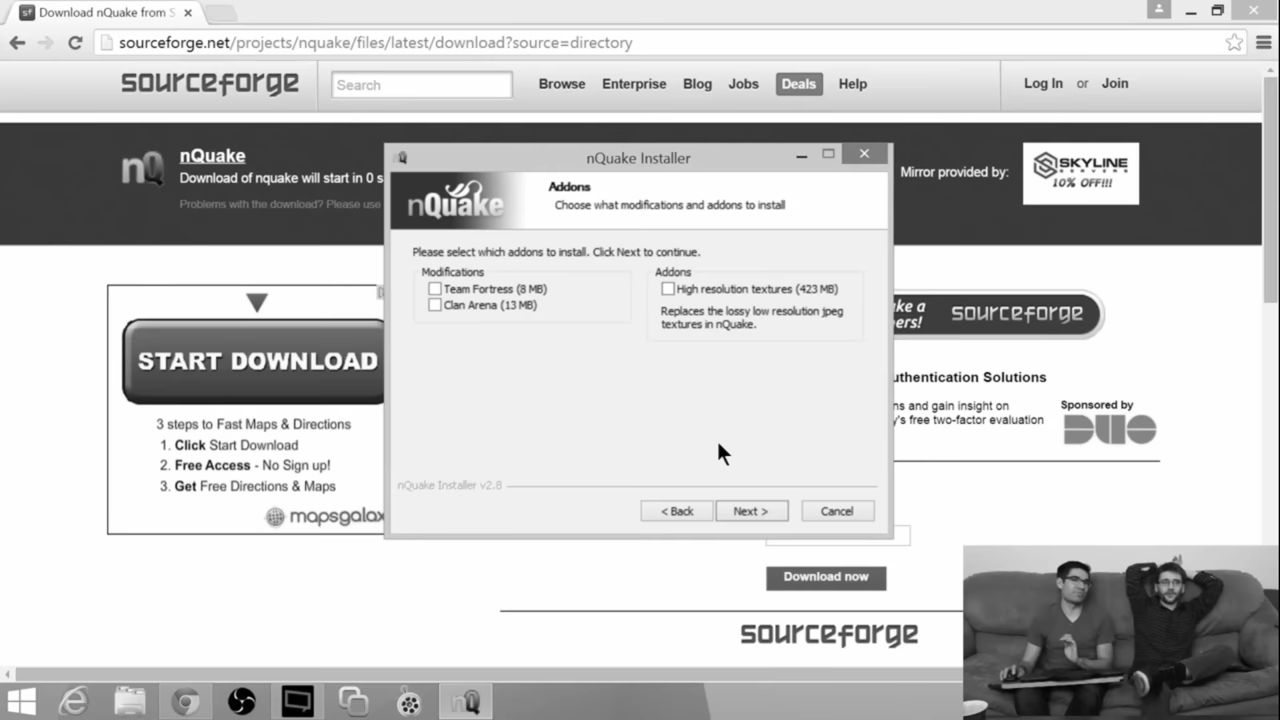 Download nQuake from S
sourceforge.net/projects/nquake/files/latest/download?source=directory
sourceforge
Search
Browse
Enterprise
Blog
Jobs
Deals
Help
Log In or Join
nQ
nQuake
Download of nquake will start in 0 s
Problems with the download? Please use
Mirror provided by:
SKYLINE
SERVERS
10% OFF!!!
nQuake Installer
nQuake
Addons
Choose what modifications and addons to install
Please select which addons to install. Click Next to continue.
Modifications
Team Fortress (8 MB)
Clan Arena (13 MB)
Addons
High resolution textures (423 MB)
Replaces the lossy low resolution jpeg
textures in nQuake.
nQuake Installer v2.8
< Back
Next >
Cancel
START DOWNLOAD
3 steps to Fast Maps & Directions
1. Click Start Download
2. Free Access - No Sign up!
3. Get Free Directions & Maps
mapsgalax
ke a
ners!
sourceforge
uthentication Solutions
ns and gain insight on
y's free two-factor evaluation
Sponsored by
DUO
Download now
sourceforge
nQ